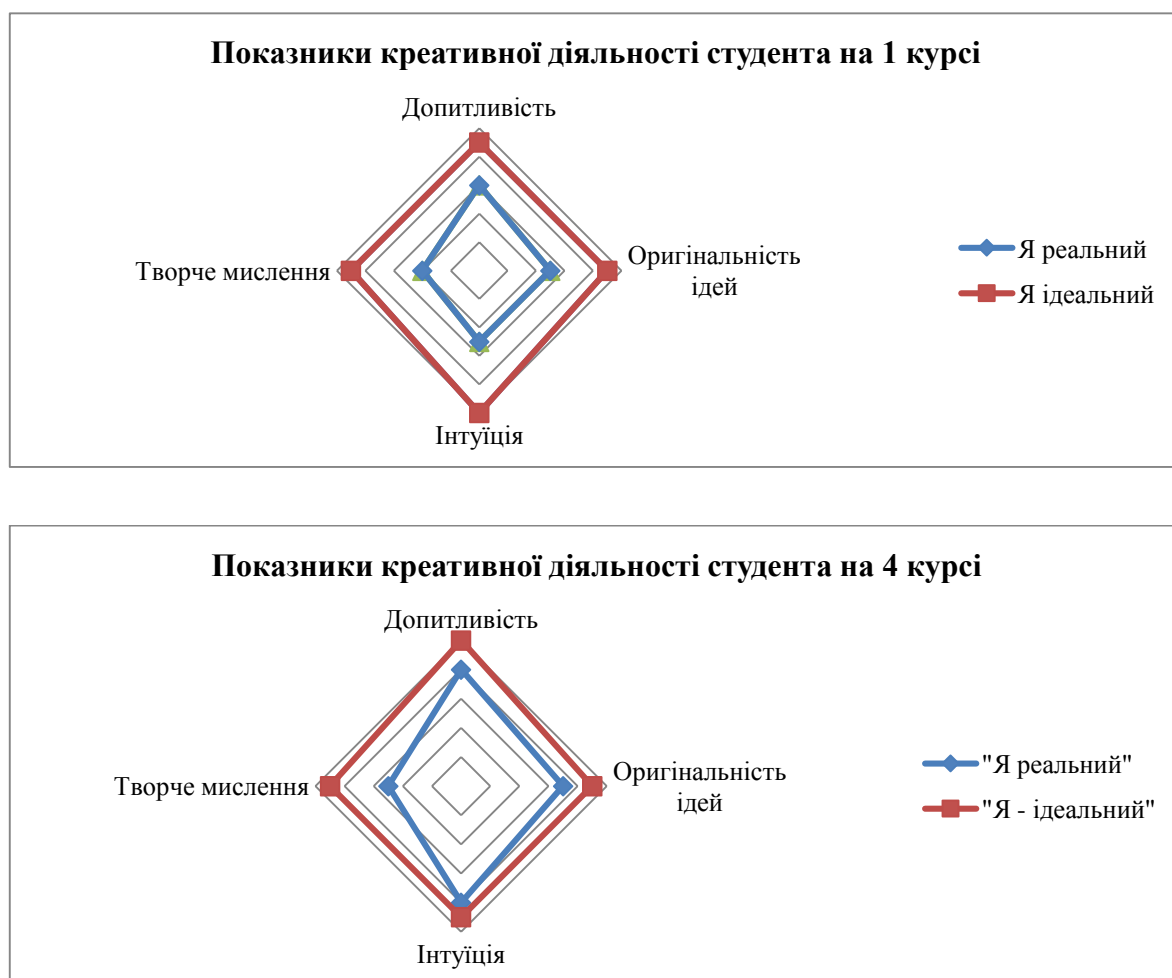 Показники креативної діяльності студента на 1 курсі
Допитливість
Творче мислення
Оригінальність
ідей
Інтуїція
Я реальний
Я ідеальний
Показники креативної діяльності студента на 4 курсі
Допитливість
Творче мислення
Оригінальність
ідей
Інтуїція
"Я реальний"
"Я - ідеальний"